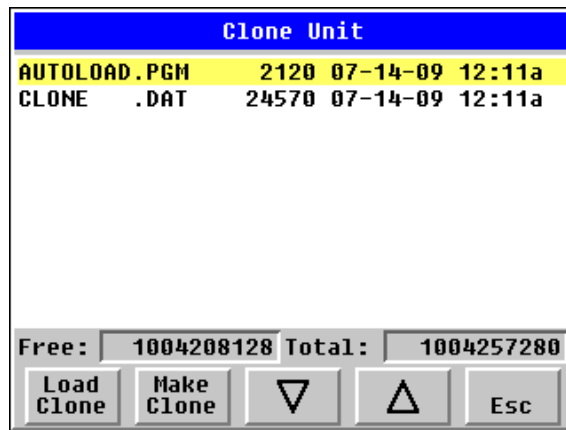 Clone Unit
AUTOLOAD.PGM 2120 07-14-09 12:11a
CLONE .DAT 24570 07-14-09 12:11a
Free: 1004208128 Total: 1004257280
Load Clone
Make Clone
Esc